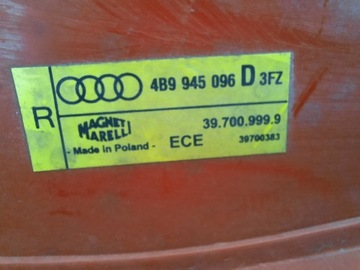 R
4B9 945 096 D 3FZ
MAGNETI
MARELLI
39.700.999.9
- Made in Poland -
ECE
39700383